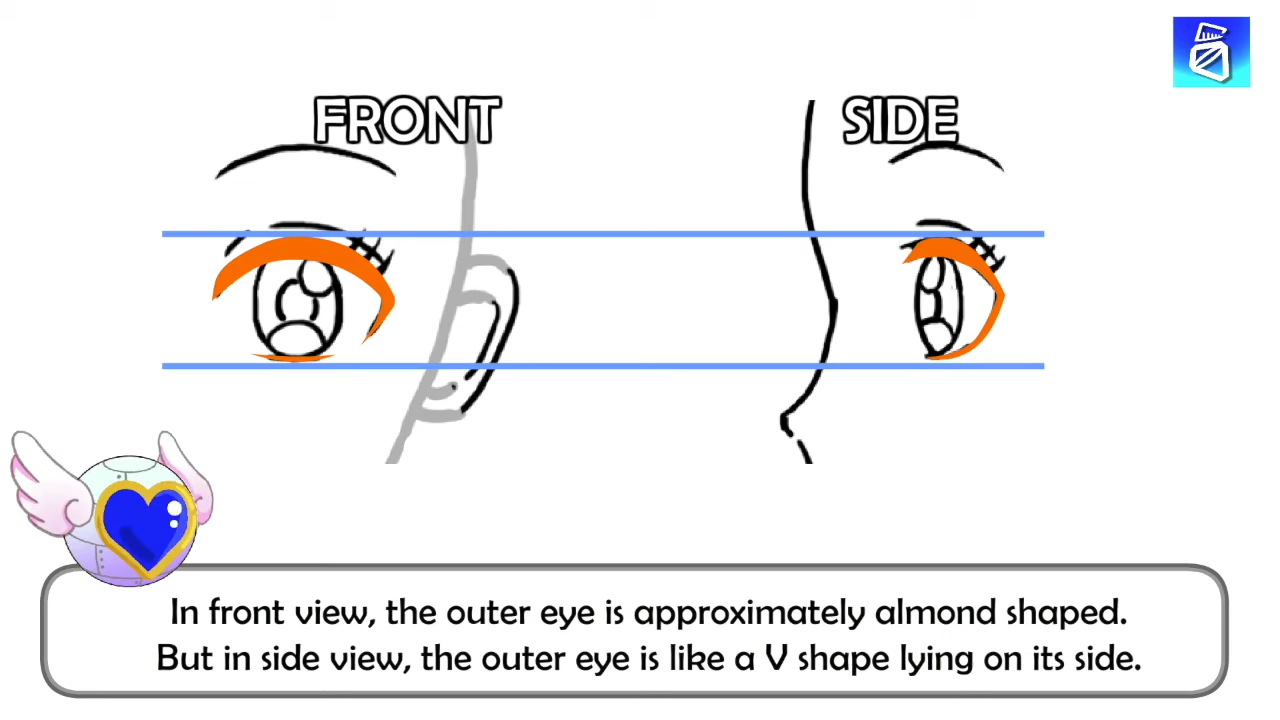 FRONT
SIDE
In front view, the outer eye is approximately almond shaped.
But in side view, the outer eye is like a V shape lying on its side.